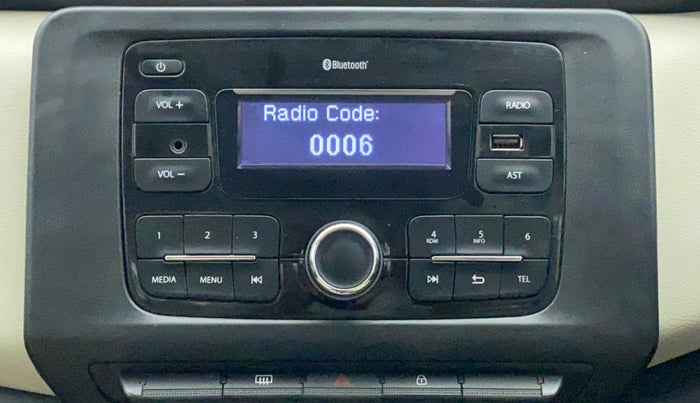 Bluetooth
VOL +
Radio Code:
RADIO
0006
VOL −
AST
1 2 3
4 RDM 5 INFO 6
MEDIA MENU
TEL